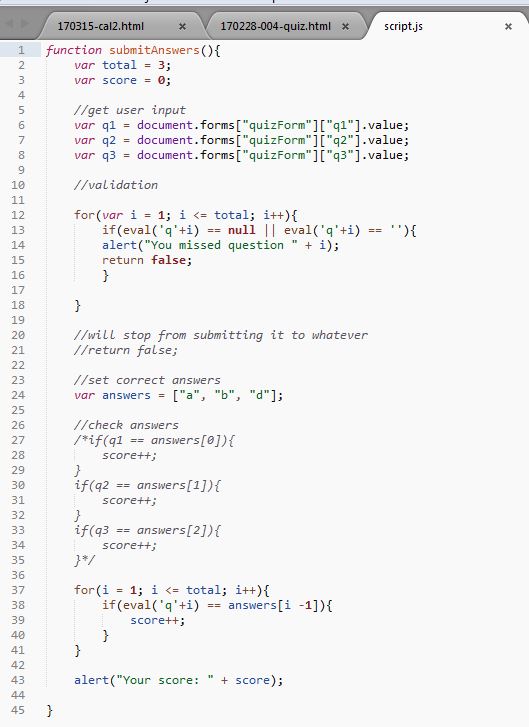 170315-cal2.html × 170228-004-quiz.html × script.js ×
1 function submitAnswers(){
2 var total = 3;
3 var score = 0;
4
5 //get user input
6 var q1 = document.forms["quizForm"]["q1"].value;
7 var q2 = document.forms["quizForm"]["q2"].value;
8 var q3 = document.forms["quizForm"]["q3"].value;
9
10 //validation
11
12 for(var i = 1; i <= total; i++){
13 if(eval('q'+i) == null || eval('q'+i) == ''){
14 alert("You missed question " + i);
15 return false;
16 }
17
18 }
19
20 //will stop from submitting it to whatever
21 //return false;
22
23 //set correct answers
24 var answers = ["a", "b", "d"];
25
26 //check answers
27 /*if(q1 == answers[0]){
28 score++;
29 }
30 if(q2 == answers[1]){
31 score++;
32 }
33 if(q3 == answers[2]){
34 score++;
35 }*/
36
37 for(i = 1; i <= total; i++){
38 if(eval('q'+i) == answers[i -1]){
39 score++;
40 }
41 }
42
43 alert("Your score: " + score);
44
45 }